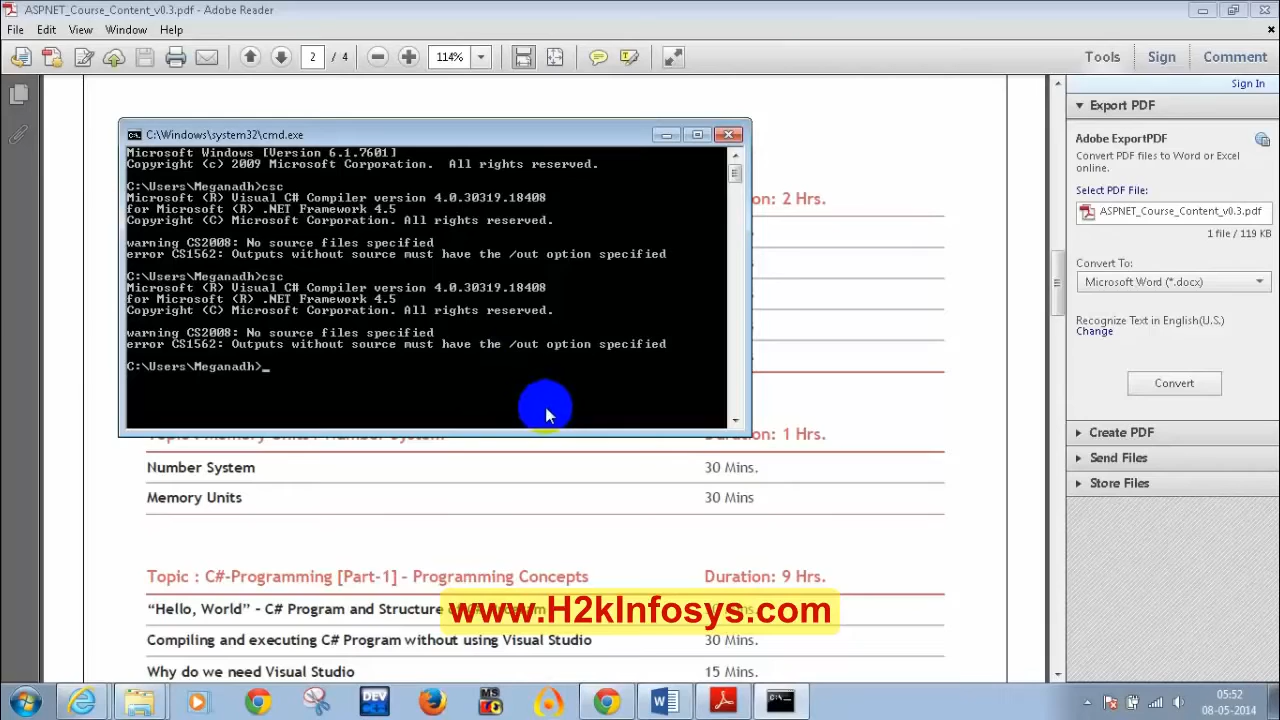 ASPNET_Course_Content_v0.3.pdf - Adobe Reader
File Edit View Window Help
2 / 4 114% Tools Sign Comment
Sign In
Export PDF
Adobe ExportPDF
Convert PDF files to Word or Excel
online.
Select PDF File:
ASPNET_Course_Content_v0.3.pdf
1 file / 119 KB
Convert To:
Microsoft Word (*.docx)
Recognize Text in English(U.S.)
Change
Convert
Create PDF
Send Files
Store Files
C:\Windows\system32\cmd.exe
Microsoft Windows [Version 6.1.7601]
Copyright (c) 2009 Microsoft Corporation. All rights reserved.
C:\Users\Meganadh>csc
Microsoft (R) Visual C# Compiler version 4.0.30319.18408
for Microsoft (R) .NET Framework 4.5
Copyright (C) Microsoft Corporation. All rights reserved.
warning CS2008: No source files specified
error CS1562: Outputs without source must have the /out option specified
C:\Users\Meganadh>csc
Microsoft (R) Visual C# Compiler version 4.0.30319.18408
for Microsoft (R) .NET Framework 4.5
Copyright (C) Microsoft Corporation. All rights reserved.
warning CS2008: No source files specified
error CS1562: Outputs without source must have the /out option specified
C:\Users\Meganadh>_
on: 2 Hrs.
Topic : Memory Units / Number System Duration: 1 Hrs.
Number System 30 Mins.
Memory Units 30 Mins
Topic : C#-Programming [Part-1] – Programming Concepts Duration: 9 Hrs.
“Hello, World” - C# Program and Structure
www.H2kInfosys.com
Compiling and executing C# Program without using Visual Studio 30 Mins.
Why do we need Visual Studio 15 Mins.
DEV
MS
05:52
08-05-2014